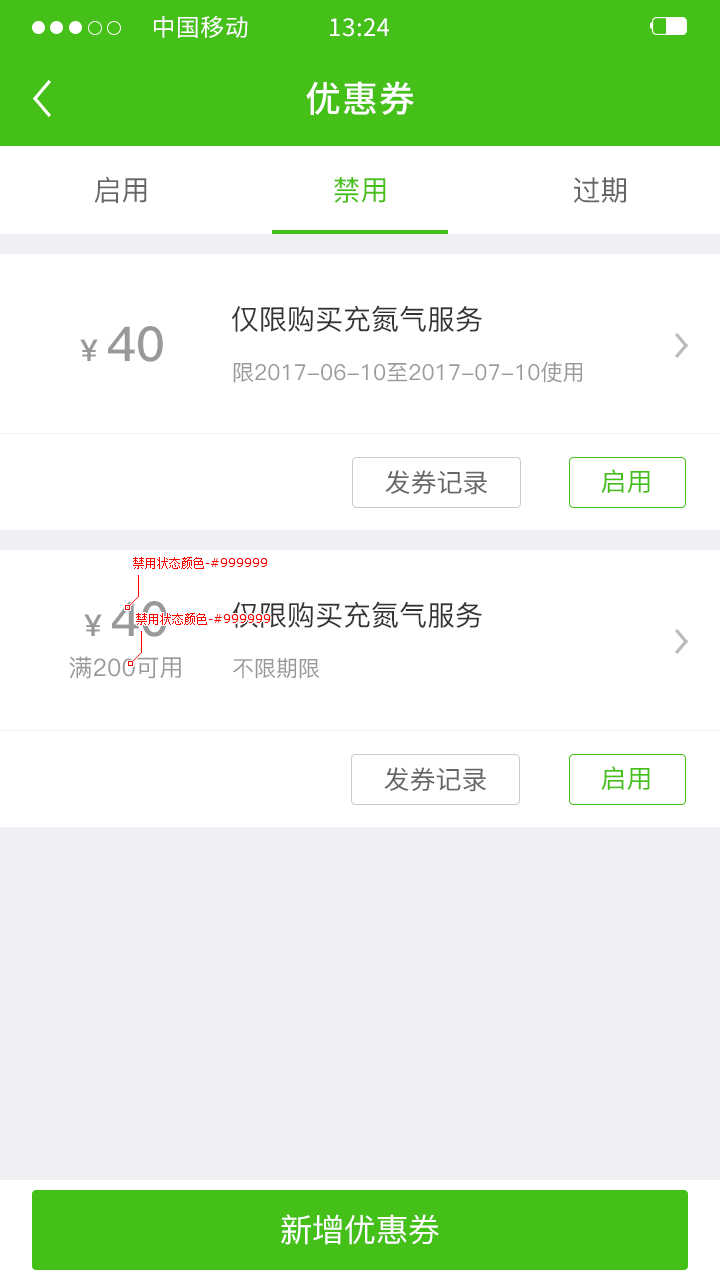 中国移动 13:24
优惠券
启用 禁用 过期
仅限购买充氮气服务
¥ 40
限2017-06-10至2017-07-10使用
发券记录 启用
禁用状态颜色-#999999
¥ 40 仅限购买充氮气服务
禁用状态颜色-#999999
满200可用 不限期限
发券记录 启用
新增优惠券